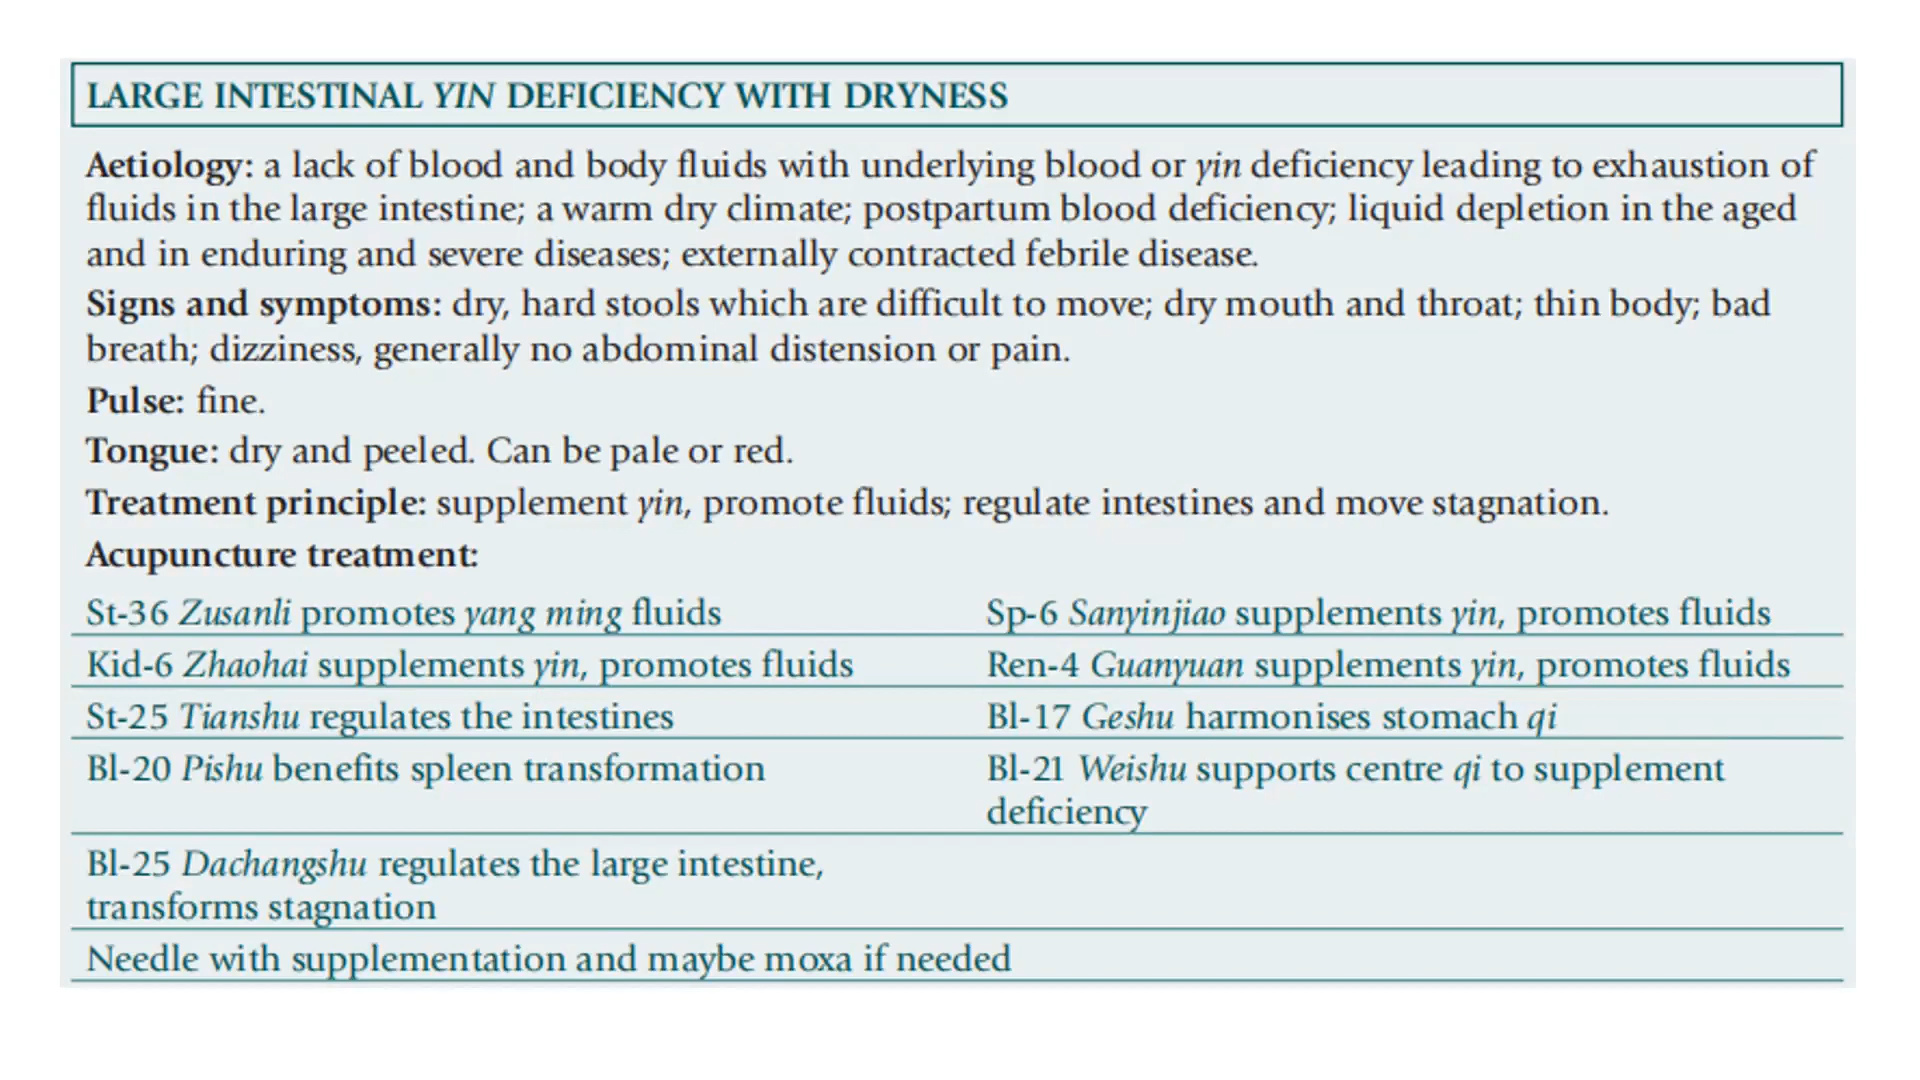 LARGE INTESTINAL YIN DEFICIENCY WITH DRYNESS
Aetiology: a lack of blood and body fluids with underlying blood or yin deficiency leading to exhaustion of
fluids in the large intestine; a warm dry climate; postpartum blood deficiency; liquid depletion in the aged
and in enduring and severe diseases; externally contracted febrile disease.
Signs and symptoms: dry, hard stools which are difficult to move; dry mouth and throat; thin body; bad
breath; dizziness, generally no abdominal distension or pain.
Pulse: fine.
Tongue: dry and peeled. Can be pale or red.
Treatment principle: supplement yin, promote fluids; regulate intestines and move stagnation.
Acupuncture treatment:
St-36 Zusanli promotes yang ming fluids
Sp-6 Sanyinjiao supplements yin, promotes fluids
Kid-6 Zhaohai supplements yin, promotes fluids
Ren-4 Guanyuan supplements yin, promotes fluids
St-25 Tianshu regulates the intestines
Bl-17 Geshu harmonises stomach qi
Bl-20 Pishu benefits spleen transformation
Bl-21 Weishu supports centre qi to supplement
deficiency
Bl-25 Dachangshu regulates the large intestine,
transforms stagnation
Needle with supplementation and maybe moxa if needed